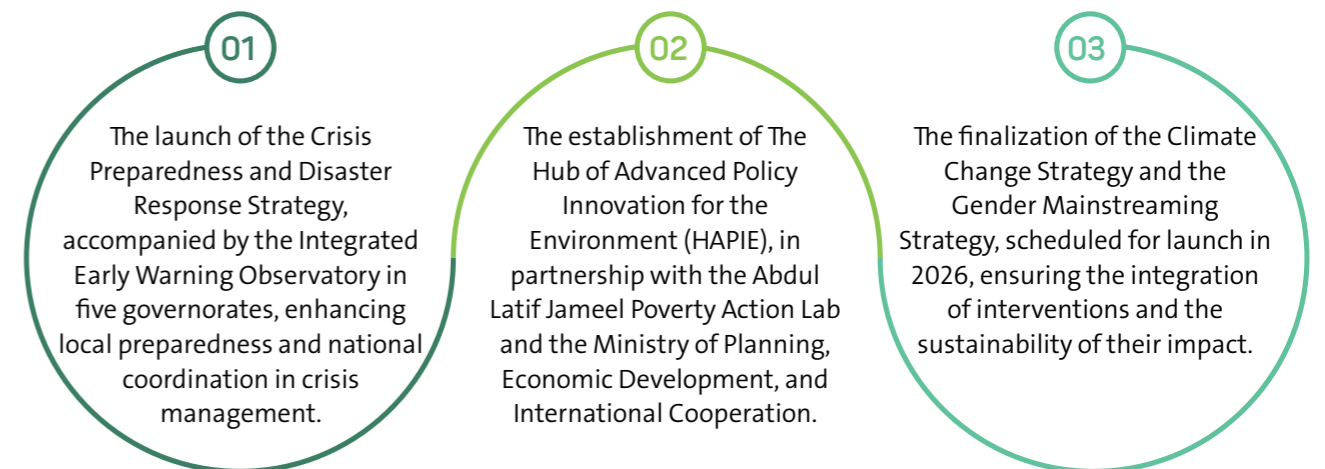 01
The launch of the Crisis
Preparedness and Disaster
Response Strategy,
accompanied by the Integrated
Early Warning Observatory in
five governorates, enhancing
local preparedness and national
coordination in crisis
management.
02
The establishment of The
Hub of Advanced Policy
Innovation for the
Environment (HAPIE), in
partnership with the Abdul
Latif Jameel Poverty Action Lab
and the Ministry of Planning,
Economic Development, and
International Cooperation.
03
The finalization of the Climate
Change Strategy and the
Gender Mainstreaming
Strategy, scheduled for launch in
2026, ensuring the integration
of interventions and the
sustainability of their impact.